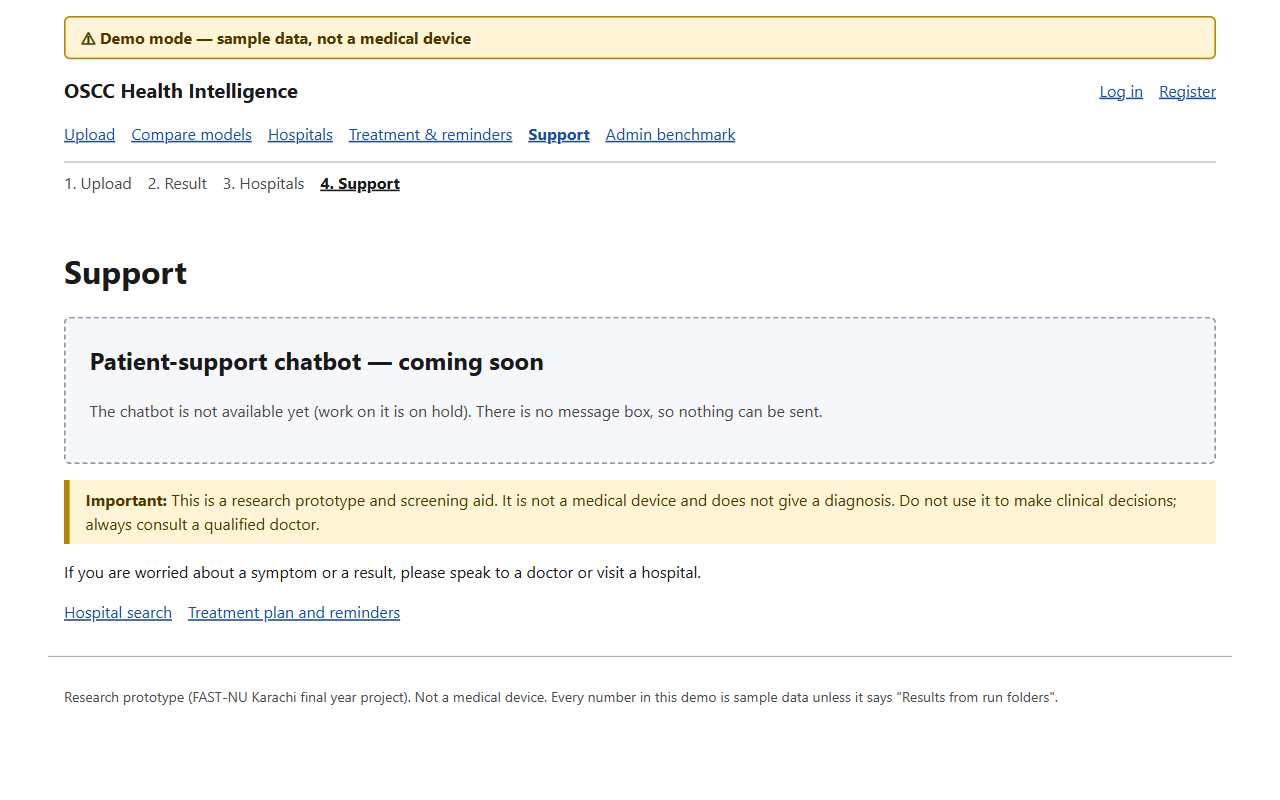 ⚠ Demo mode — sample data, not a medical device
OSCC Health Intelligence
Log in Register
Upload Compare models Hospitals Treatment & reminders Support Admin benchmark
1. Upload 2. Result 3. Hospitals 4. Support
Support
Patient-support chatbot — coming soon
The chatbot is not available yet (work on it is on hold). There is no message box, so nothing can be sent.
Important: This is a research prototype and screening aid. It is not a medical device and does not give a diagnosis. Do not use it to make clinical decisions;
always consult a qualified doctor.
If you are worried about a symptom or a result, please speak to a doctor or visit a hospital.
Hospital search Treatment plan and reminders
Research prototype (FAST-NU Karachi final year project). Not a medical device. Every number in this demo is sample data unless it says "Results from run folders".